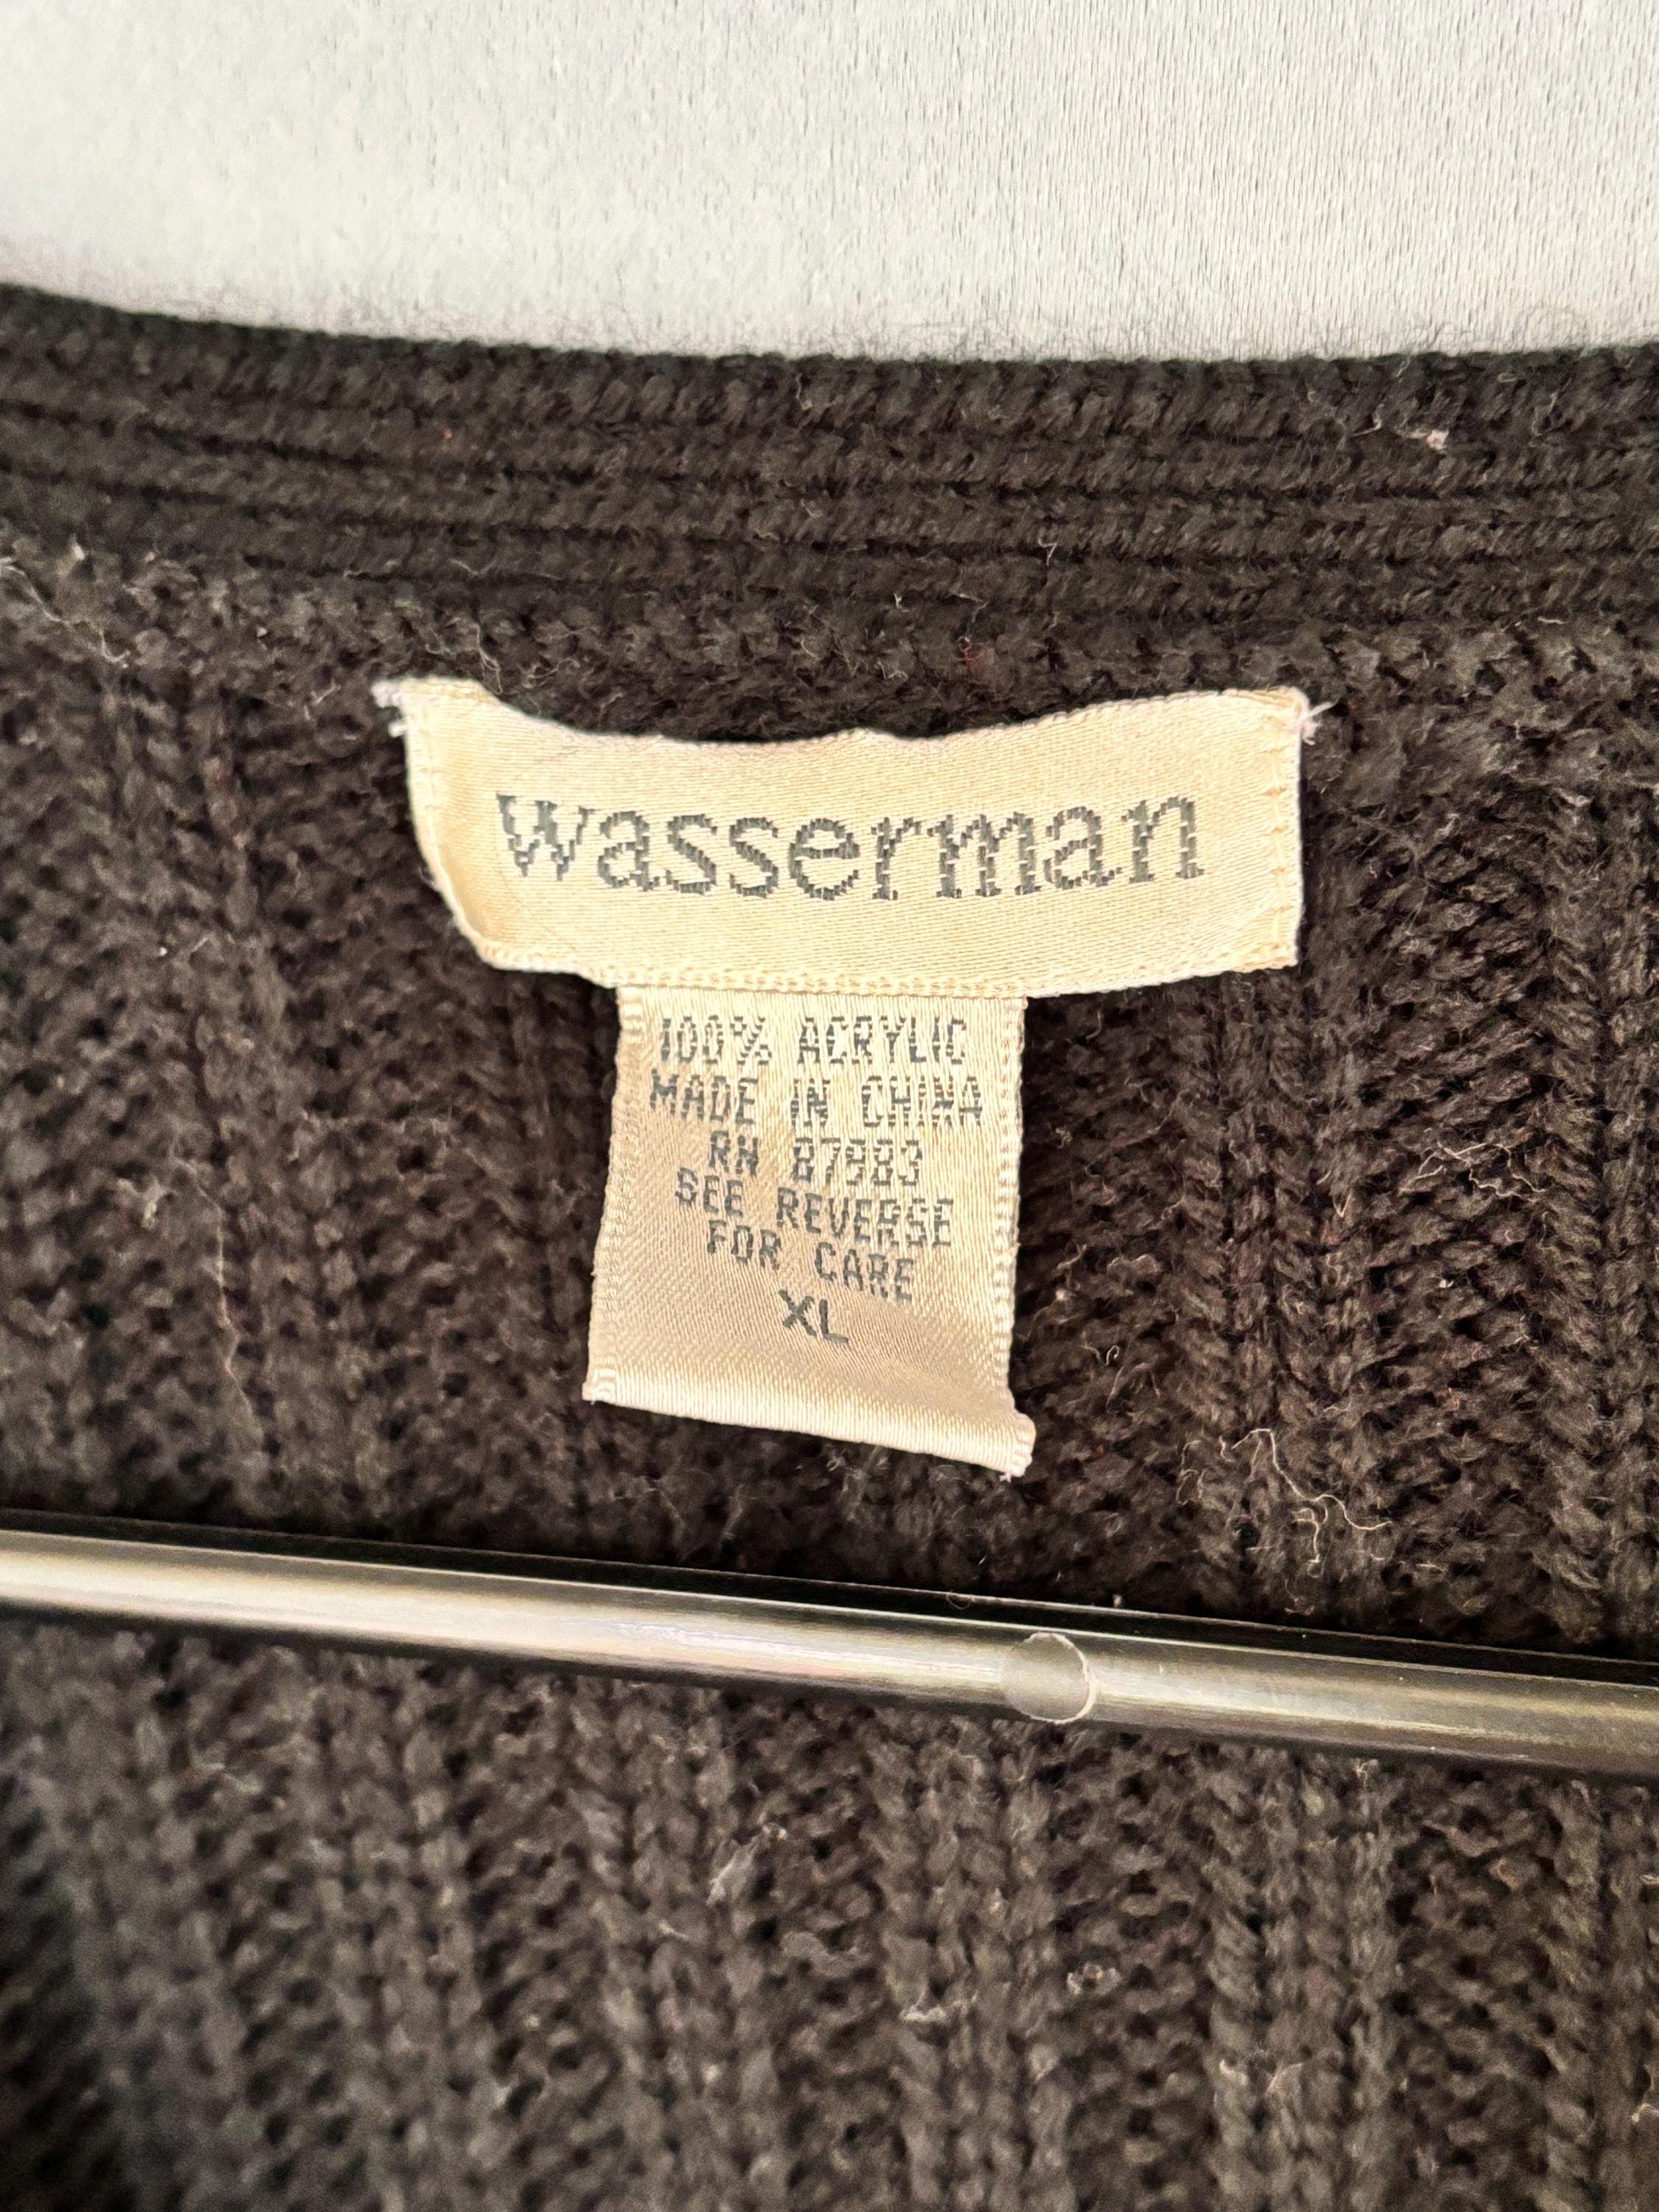 wasserman
100% ACRYLIC
MADE IN CHINA
RN 87983
SEE REVERSE
FOR CARE
XL